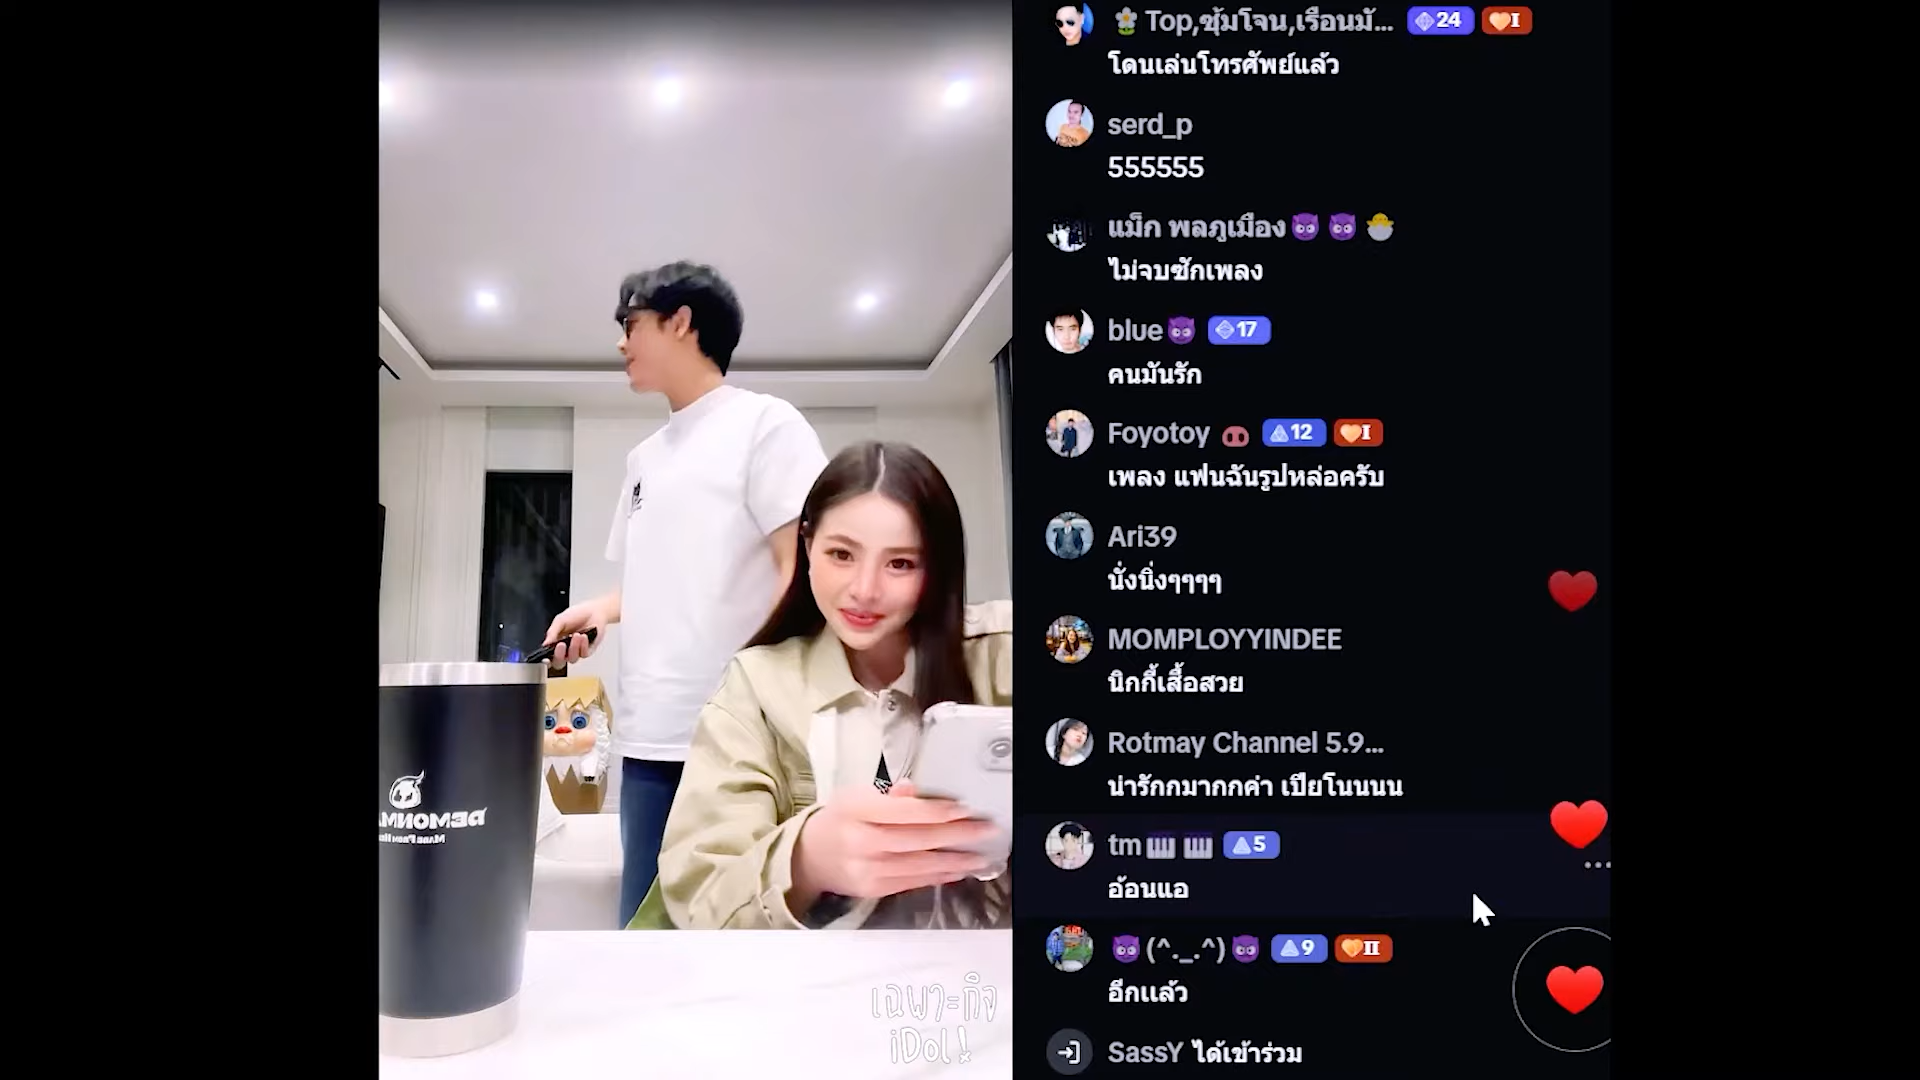 Top,ซุ้มโจน,เรือนมั...
24
I
โดนเล่นโทรศัพย์แล้ว
serd_p
555555
แม็ก พลภูเมือง
ไม่จบซักเพลง
blue
17
คนมันรัก
Foyotoy
12
I
เพลง แฟนฉันรูปหล่อครับ
Ari39
นั่งนิ่งๆๆๆๆ
MOMPLOYYINDEE
นิกกี้เสื้อสวย
Rotmay Channel 5.9...
น่ารักกมากกค่า เปียโนนนน
tm
5
อ้อนแอ
(^._.^)
9
II
อีกแล้ว
SassY ได้เข้าร่วม
เฉพาะกิจ
iDol!